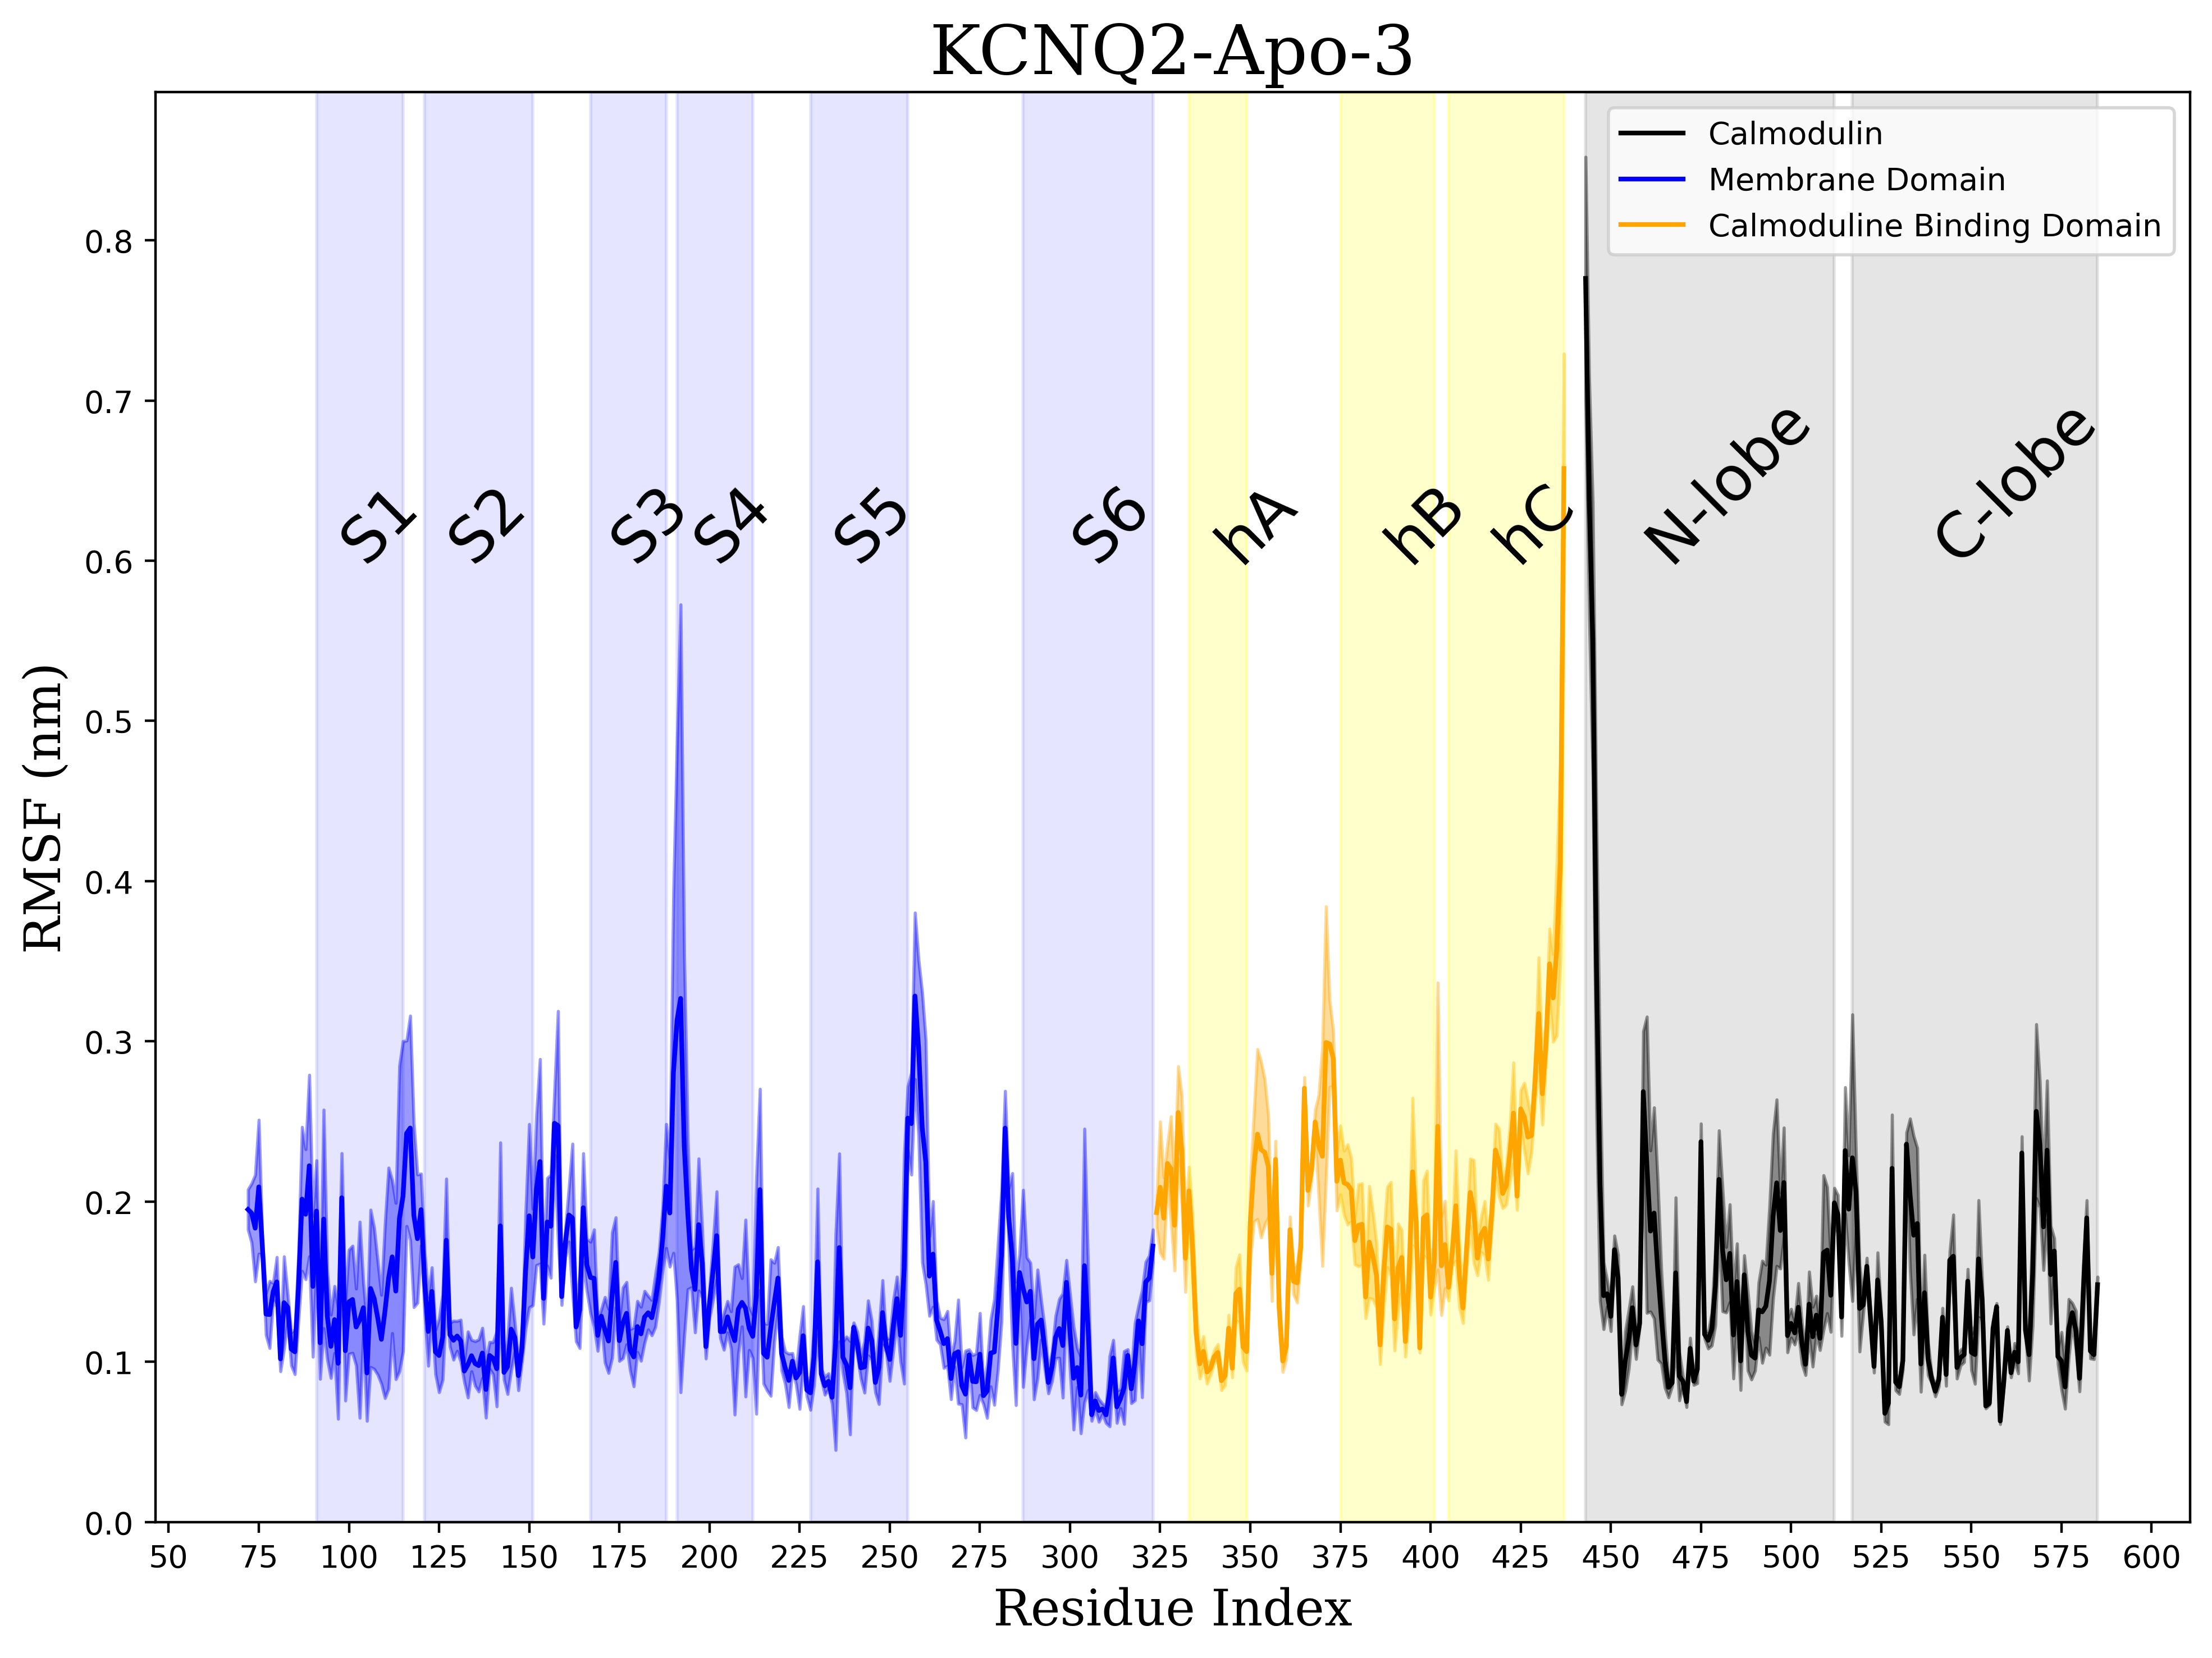 KCNQ2-Apo-3
Calmodulin
Membrane Domain
Calmoduline Binding Domain
S1
S2
S3
S4
S5
S6
hA
hB
hC
N-lobe
C-lobe
RMSF (nm)
0.8
0.7
0.6
0.5
0.4
0.3
0.2
0.1
0.0
50 75 100 125 150 175 200 225 250 275 300 325 350 375 400 425 450 475 500 525 550 575 600
Residue Index